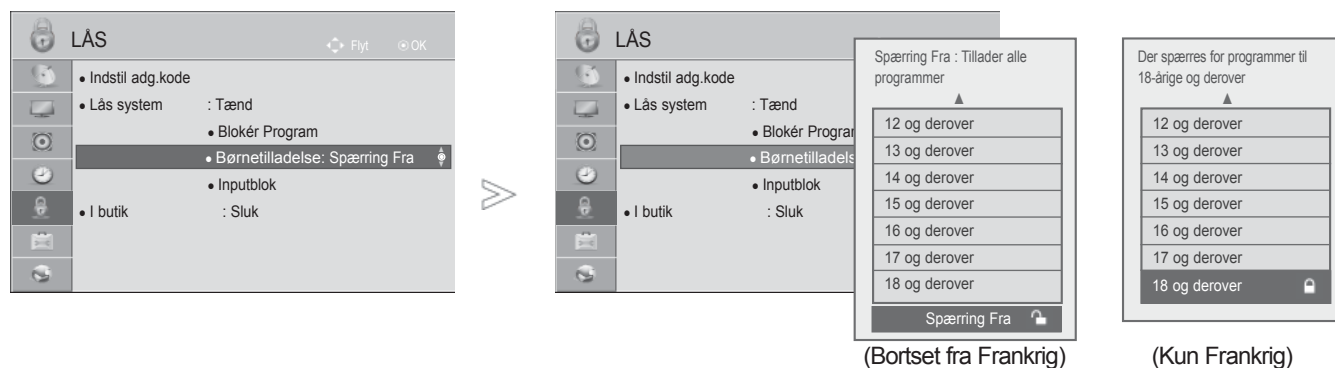 LÅS
Flyt
OK
• Indstil adg.kode
• Lås system : Tænd
• Blokér Program
• Børnetilladelse: Spærring Fra
• Inputblok
• I butik : Sluk
LÅS
• Indstil adg.kode
• Lås system : Tænd
• Blokér Progra
• Børnetilladels
• Inputblok
• I butik : Sluk
Spærring Fra : Tillader alle
programmer
12 og derover
13 og derover
14 og derover
15 og derover
16 og derover
17 og derover
18 og derover
Spærring Fra
(Bortset fra Frankrig)
Der spærres for programmer til
18-årige og derover
12 og derover
13 og derover
14 og derover
15 og derover
16 og derover
17 og derover
18 og derover
(Kun Frankrig)